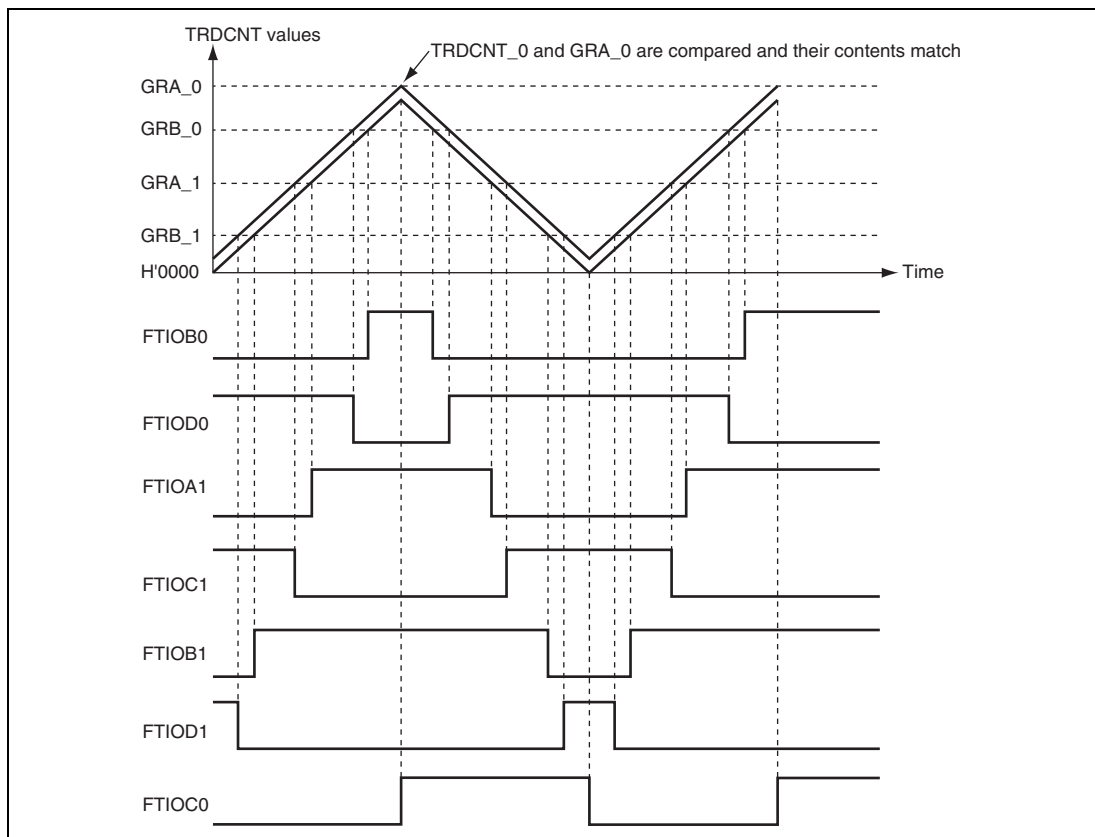 TRDCNT values
TRDCNT_0 and GRA_0 are compared and their contents match
GRA_0
GRB_0
GRA_1
GRB_1
H'0000
Time
FTIOB0
FTIOD0
FTIOA1
FTIOC1
FTIOB1
FTIOD1
FTIOC0